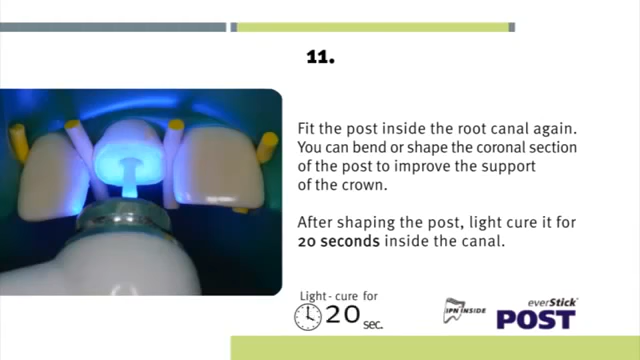 11.
Fit the post inside the root canal again.
You can bend or shape the coronal section
of the post to improve the support
of the crown.
After shaping the post, light cure it for
20 seconds inside the canal.
Light - cure for
20 sec.
IPN INSIDE
everStick™
POST